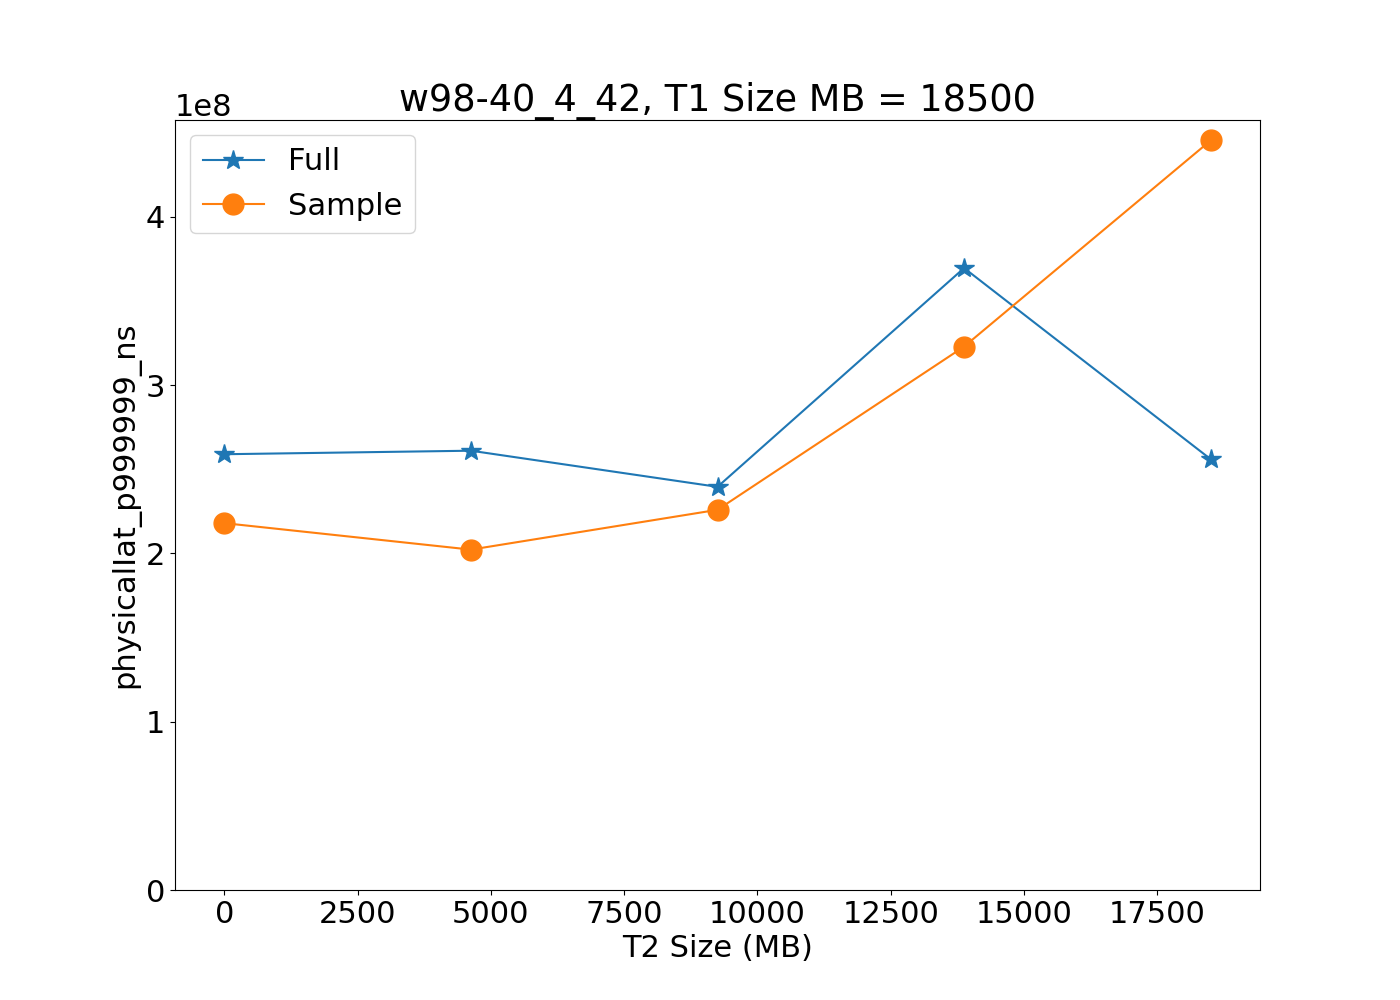 w98-40_4_42, T1 Size MB = 18500
1e8
Full
Sample
4
3
2
1
0
physicallat_p999999_ns
0 2500 5000 7500 10000 12500 15000 17500
T2 Size (MB)